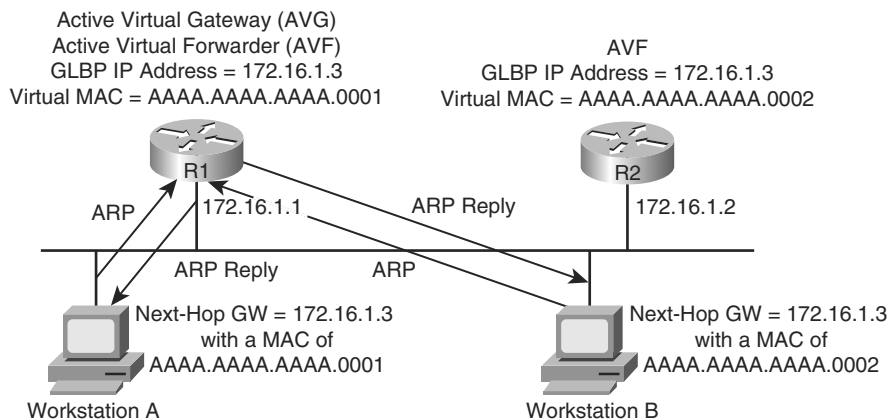 Active Virtual Gateway (AVG)
Active Virtual Forwarder (AVF)
GLBP IP Address = 172.16.1.3
Virtual MAC = AAAA.AAAA.AAAA.0001
AVF
GLBP IP Address = 172.16.1.3
Virtual MAC = AAAA.AAAA.AAAA.0002
R1
R2
ARP
172.16.1.1
ARP Reply
172.16.1.2
ARP Reply
ARP
Next-Hop GW = 172.16.1.3
with a MAC of
AAAA.AAAA.AAAA.0001
Next-Hop GW = 172.16.1.3
with a MAC of
AAAA.AAAA.AAAA.0002
Workstation A
Workstation B